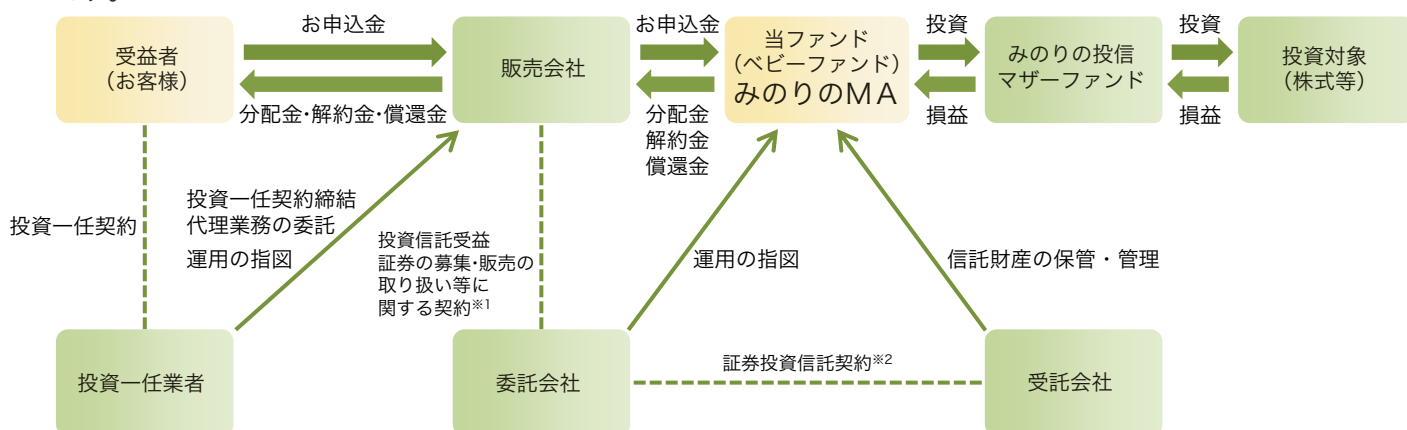 お申込金
お申込金
投資
投資
受益者
(お客様)
販売会社
当ファンド
(ベビーファンド)
みのりのMA
みのりの投信
マザーファンド
投資対象
(株式等)
分配金・解約金・償還金
分配金
解約金
償還金
損益
損益
投資一任契約
投資一任契約締結
代理業務の委託
運用の指図
投資信託受益
証券の募集・販売の
取り扱い等に
関する契約※1
運用の指図
信託財産の保管・管理
投資一任業者
委託会社
証券投資信託契約※2
受託会社